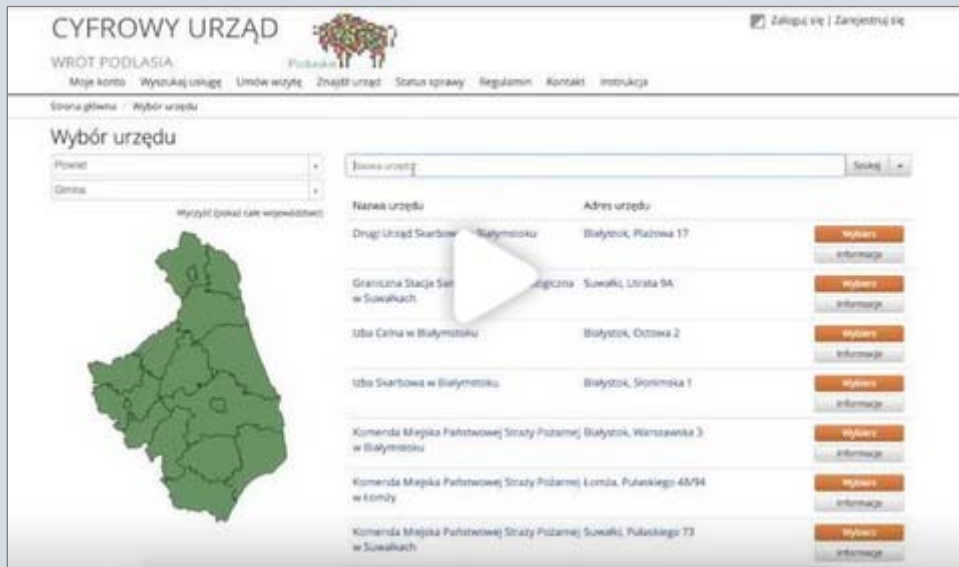 CYFROWY URZĄD
WRÓT PODLASIA
Podlaskie
Zaloguj się | Zarejestruj się
Moje konto Wyszukaj usługę Umów wizytę Znajdź urząd Status sprawy Regulamin Kontakt Instrukcja
Strona główna / Wybór urzędu
Wybór urzędu
Powiat
Gmina
Wyczyść (pokaż całe województwo)
Nazwa urzędu
Szukaj
Nazwa urzędu Adres urzędu
Drugi Urząd Skarbowy Białymstoku Białystok, Plażowa 17
Wybierz
Informacje
Graniczna Stacja Suwałki, Utrata 9A
w Suwałkach
Wybierz
Informacje
Izba Celna w Białymstoku Białystok, Octowa 2
Wybierz
Informacje
Izba Skarbowa w Białymstoku Białystok, Słonimska 1
Wybierz
Informacje
Komenda Miejska Państwowej Straży Pożarnej Białystok, Warszawska 3
w Białymstoku
Wybierz
Informacje
Komenda Miejska Państwowej Straży Pożarnej Łomża, Pułaskiego 48/94
w Łomży
Wybierz
Informacje
Komenda Miejska Państwowej Straży Pożarnej Suwałki, Pułaskiego 73
w Suwałkach
Wybierz
Informacje